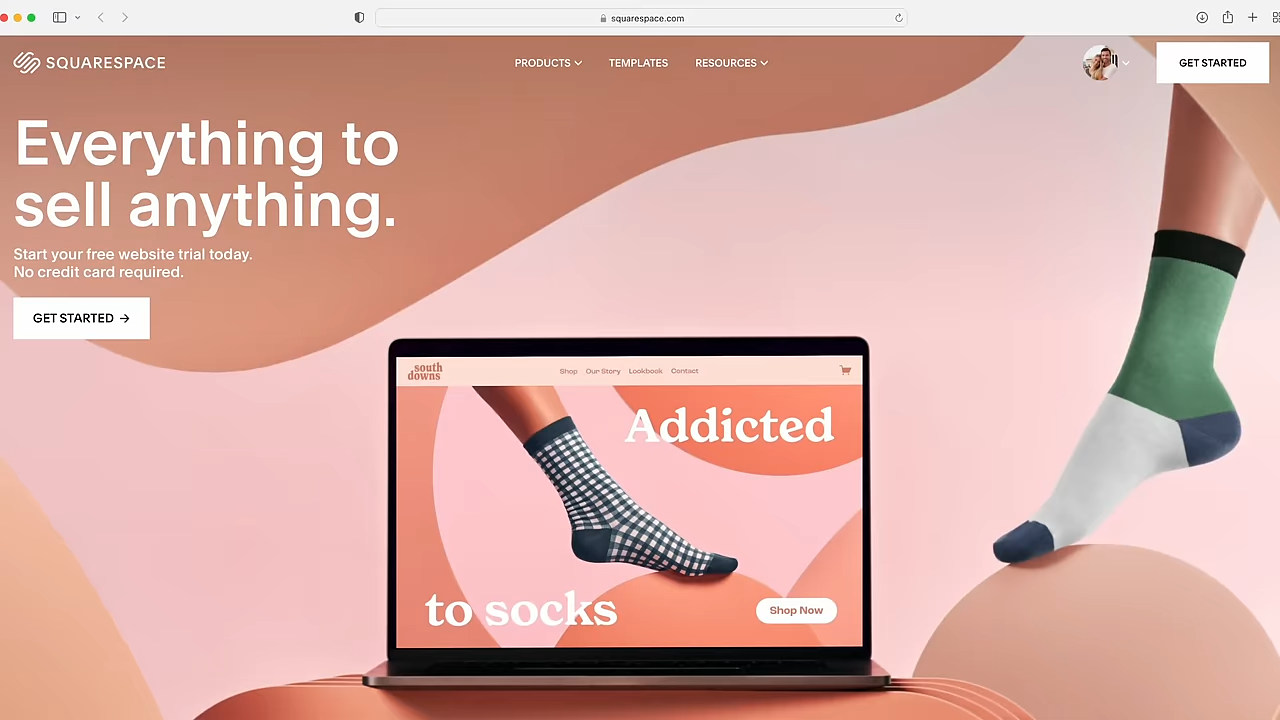 squarespace.com
SQUARESPACE
PRODUCTS
TEMPLATES
RESOURCES
GET STARTED
Everything to
sell anything.
Start your free website trial today.
No credit card required.
GET STARTED →
south
downs
Shop
Our Story
Lookbook
Contact
Addicted
to socks
Shop Now